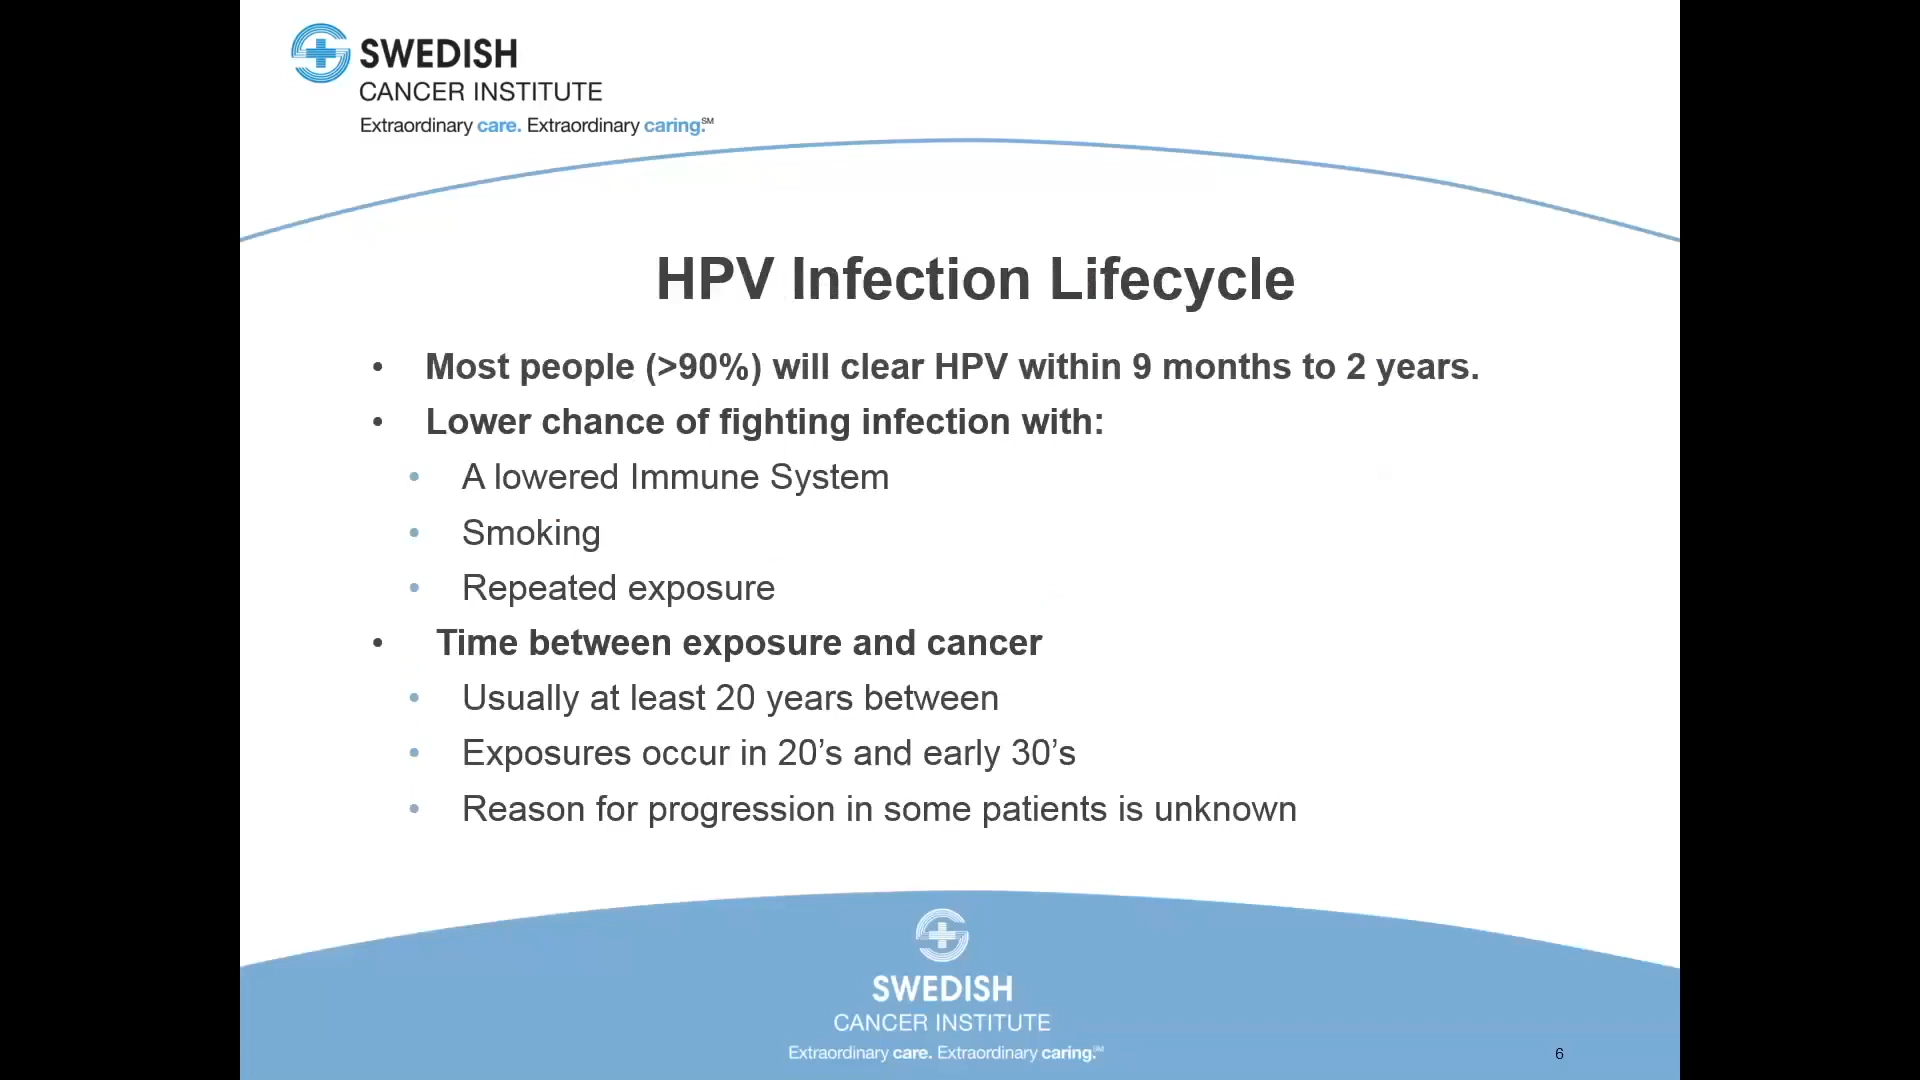 SWEDISH
CANCER INSTITUTE
Extraordinary care. Extraordinary caring.℠
HPV Infection Lifecycle
• Most people (>90%) will clear HPV within 9 months to 2 years.
• Lower chance of fighting infection with:
• A lowered Immune System
• Smoking
• Repeated exposure
• Time between exposure and cancer
• Usually at least 20 years between
• Exposures occur in 20’s and early 30’s
• Reason for progression in some patients is unknown
SWEDISH
CANCER INSTITUTE
Extraordinary care. Extraordinary caring.℠
6